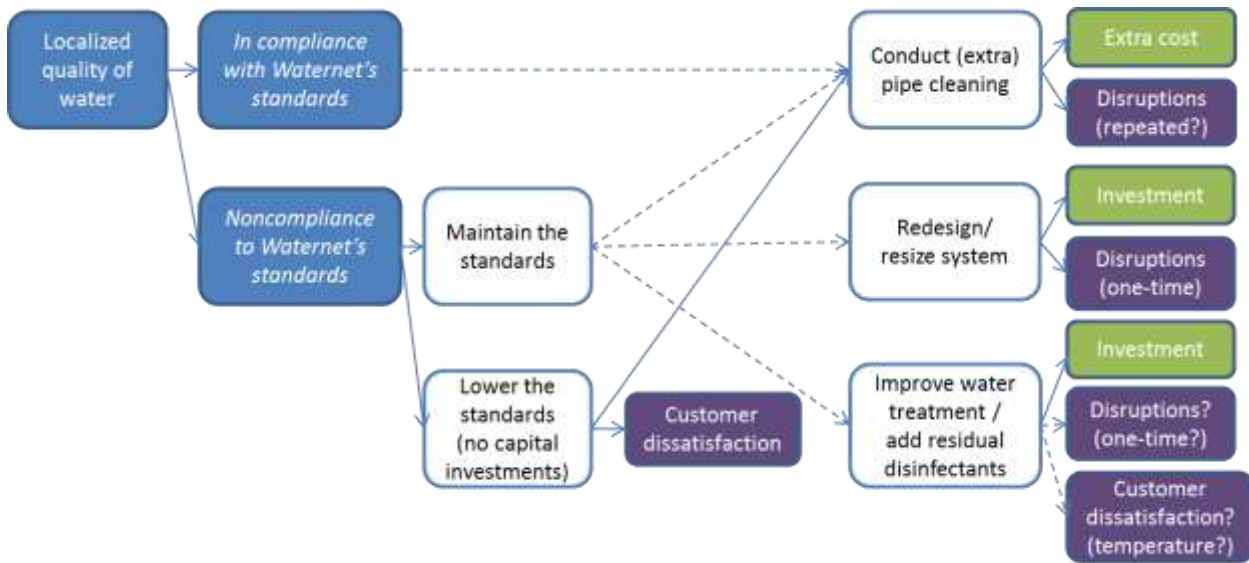 Localized
quality of
water
In compliance
with Waternet's
standards
Conduct (extra)
pipe cleaning
Extra cost
Disruptions
(repeated?)
Noncompliance
to Waternet's
standards
Maintain the
standards
Redesign/
resize system
Investment
Disruptions
(one-time)
Lower the
standards
(no capital
investments)
Customer
dissatisfaction
Improve water
treatment /
add residual
disinfectants
Investment
Disruptions?
(one-time?)
Customer
dissatisfaction?
(temperature?)